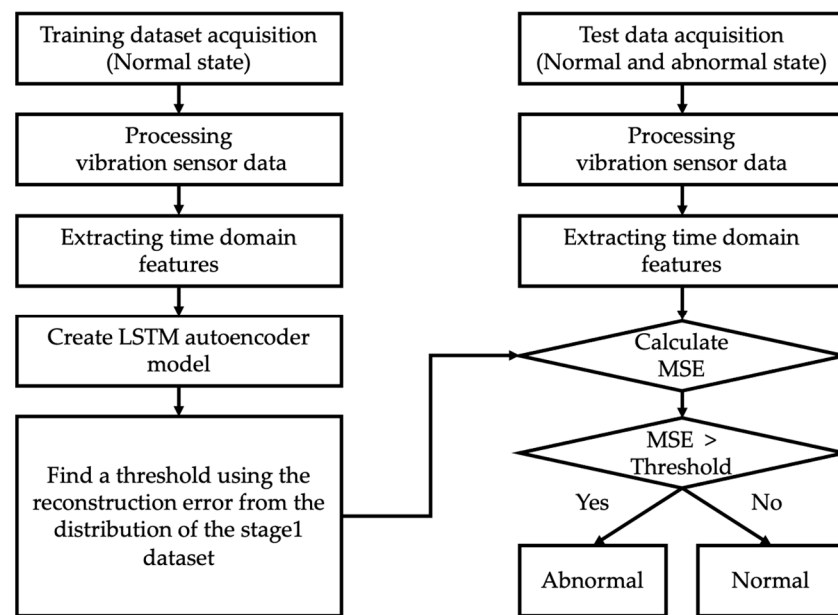 Training dataset acquisition
(Normal state)
Processing
vibration sensor data
Extracting time domain
features
Create LSTM autoencoder
model
Find a threshold using the
reconstruction error from the
distribution of the stage1
dataset
Test data acquisition
(Normal and abnormal state)
Processing
vibration sensor data
Extracting time domain
features
Calculate
MSE
MSE >
Threshold
Yes
No
Abnormal
Normal